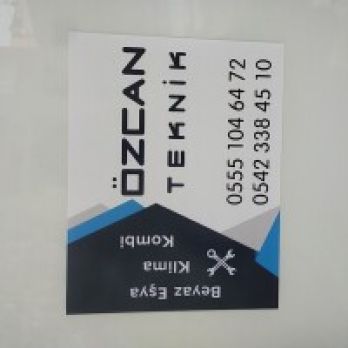 ÖZCAN
TEKNİK
0555 104 64 72
0542 338 45 10
Beyaz Eşya
Klima
Kombi